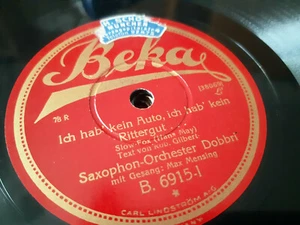 Beka
78 R
Ich hab' kein Auto, ich hab' kein
Rittergut
Slow-Fox (Hans May)
Text von Rob. Gilbert
Saxophon-Orchester Dobbri
mit Gesang: Max Mensing
B. 6915-I
CARL LINDSTRÖM A.G.